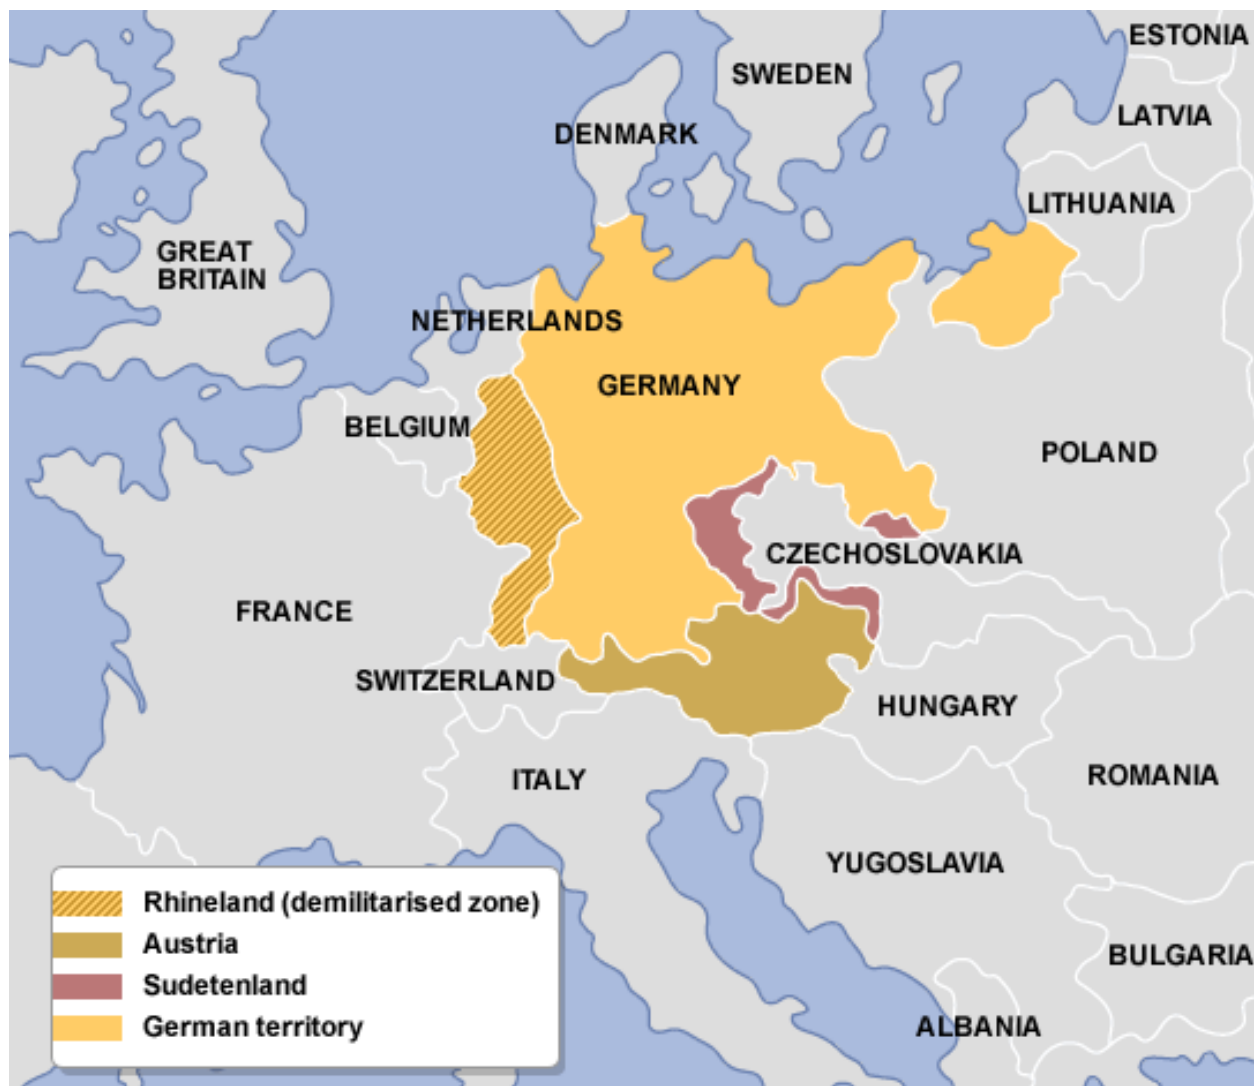 ESTONIA
SWEDEN
LATVIA
DENMARK
LITHUANIA
GREAT
BRITAIN
NETHERLANDS
GERMANY
BELGIUM
POLAND
CZECHOSLOVAKIA
FRANCE
SWITZERLAND
HUNGARY
ITALY
ROMANIA
YUGOSLAVIA
BULGARIA
ALBANIA
Rhineland (demilitarised zone)
Austria
Sudetenland
German territory